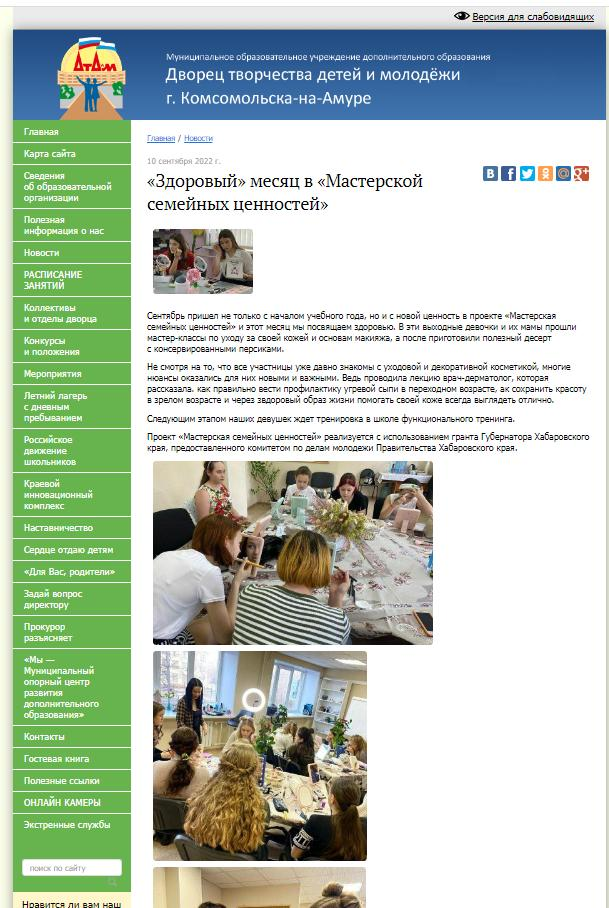 Версия для слабовидящих
ДТДиМ
Муниципальное образовательное учреждение дополнительного образования
Дворец творчества детей и молодёжи
г. Комсомольска-на-Амуре
Главная
Карта сайта
Сведения
об образовательной
организации
Полезная
информация о нас
Новости
РАСПИСАНИЕ
ЗАНЯТИЙ
Коллективы
и отделы дворца
Конкурсы
и положения
Мероприятия
Летний лагерь
с дневным
пребыванием
Российское
движение
школьников
Краевой
инновационный
комплекс
Наставничество
Сердце отдаю детям
«Для Вас, родители»
Задай вопрос
директору
Прокурор
разъясняет
«Мы —
Муниципальный
опорный центр
развития
дополнительного
образования»
Контакты
Гостевая книга
Полезные ссылки
ОНЛАЙН КАМЕРЫ
Экстренные службы
поиск по сайту
Нравится ли вам наш
Главная / Новости
10 сентября 2022 г.
«Здоровый» месяц в «Мастерской
семейных ценностей»
Сентябрь пришел не только с началом учебного года, но и с новой ценность в проекте «Мастерская
семейных ценностей» и этот месяц мы посвящаем здоровью. В эти выходные девочки и их мамы прошли
мастер-классы по уходу за своей кожей и основам макияжа, а после приготовили полезный десерт
с консервированными персиками.
Не смотря на то, что все участницы уже давно знакомы с уходовой и декоративной косметикой, многие
нюансы оказались для них новыми и важными. Ведь проводила лекцию врач-дерматолог, которая
рассказала. как правильно вести профилактику угревой сыпи в переходном возрасте, ак сохранить красоту
в зрелом возрасте и через здоровый образ жизни помогать своей коже всегда выглядеть отлично.
Следующим этапом наших девушек ждет тренировка в школе функционального тренинга.
Проект «Мастерская семейных ценностей» реализуется с использованием гранта Губернатора Хабаровского
края, предоставленного комитетом по делам молодежи Правительства Хабаровского края.